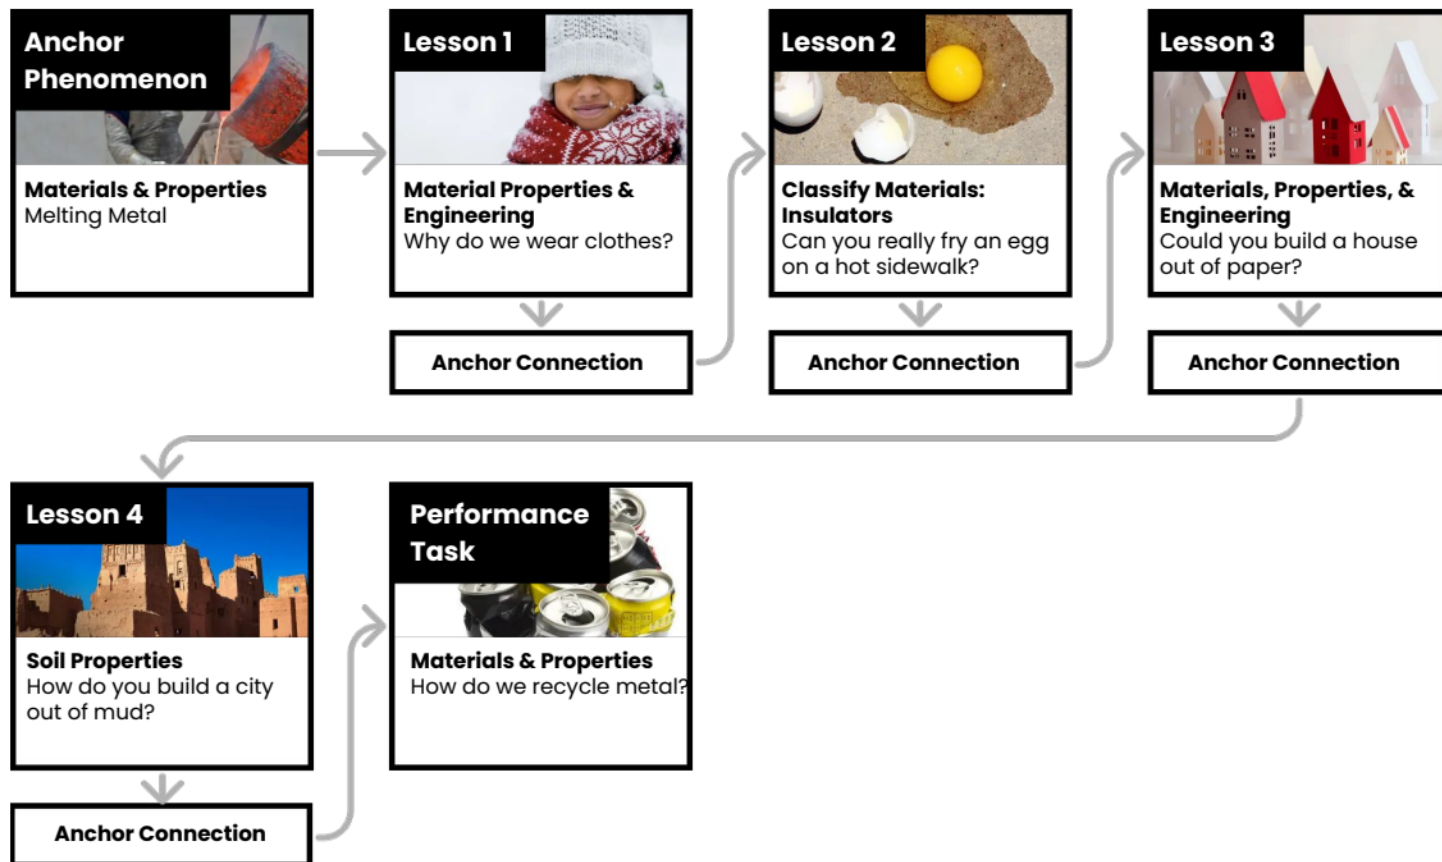 Anchor
Phenomenon
Materials & Properties
Melting Metal
Lesson 1
Material Properties &
Engineering
Why do we wear clothes?
Anchor Connection
Lesson 2
Classify Materials:
Insulators
Can you really fry an egg
on a hot sidewalk?
Anchor Connection
Lesson 3
Materials, Properties, &
Engineering
Could you build a house
out of paper?
Anchor Connection
Lesson 4
Soil Properties
How do you build a city
out of mud?
Anchor Connection
Performance
Task
Materials & Properties
How do we recycle metal?